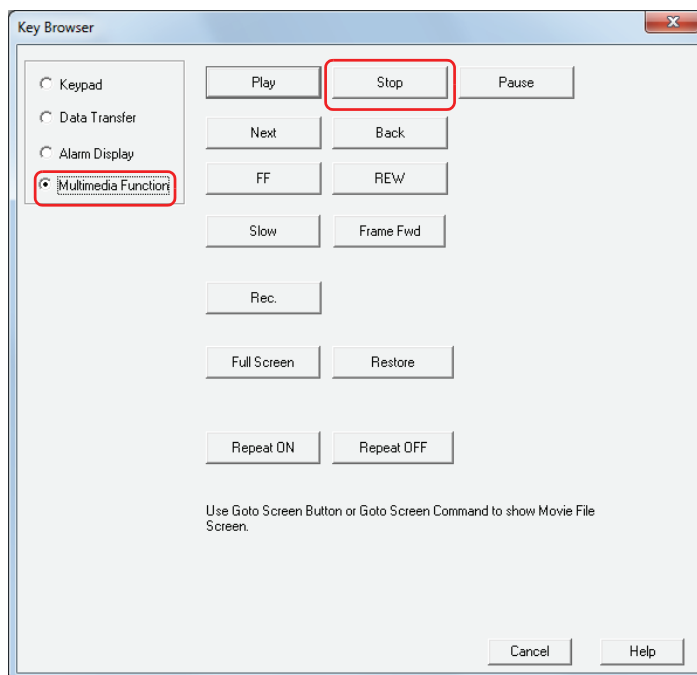 Key Browser
x
Keypad
Data Transfer
Alarm Display
Multimedia Function
Play Stop Pause
Next Back
FF REW
Slow Frame Fwd
Rec.
Full Screen Restore
Repeat ON Repeat OFF
Use Goto Screen Button or Goto Screen Command to show Movie File
Screen.
Cancel Help